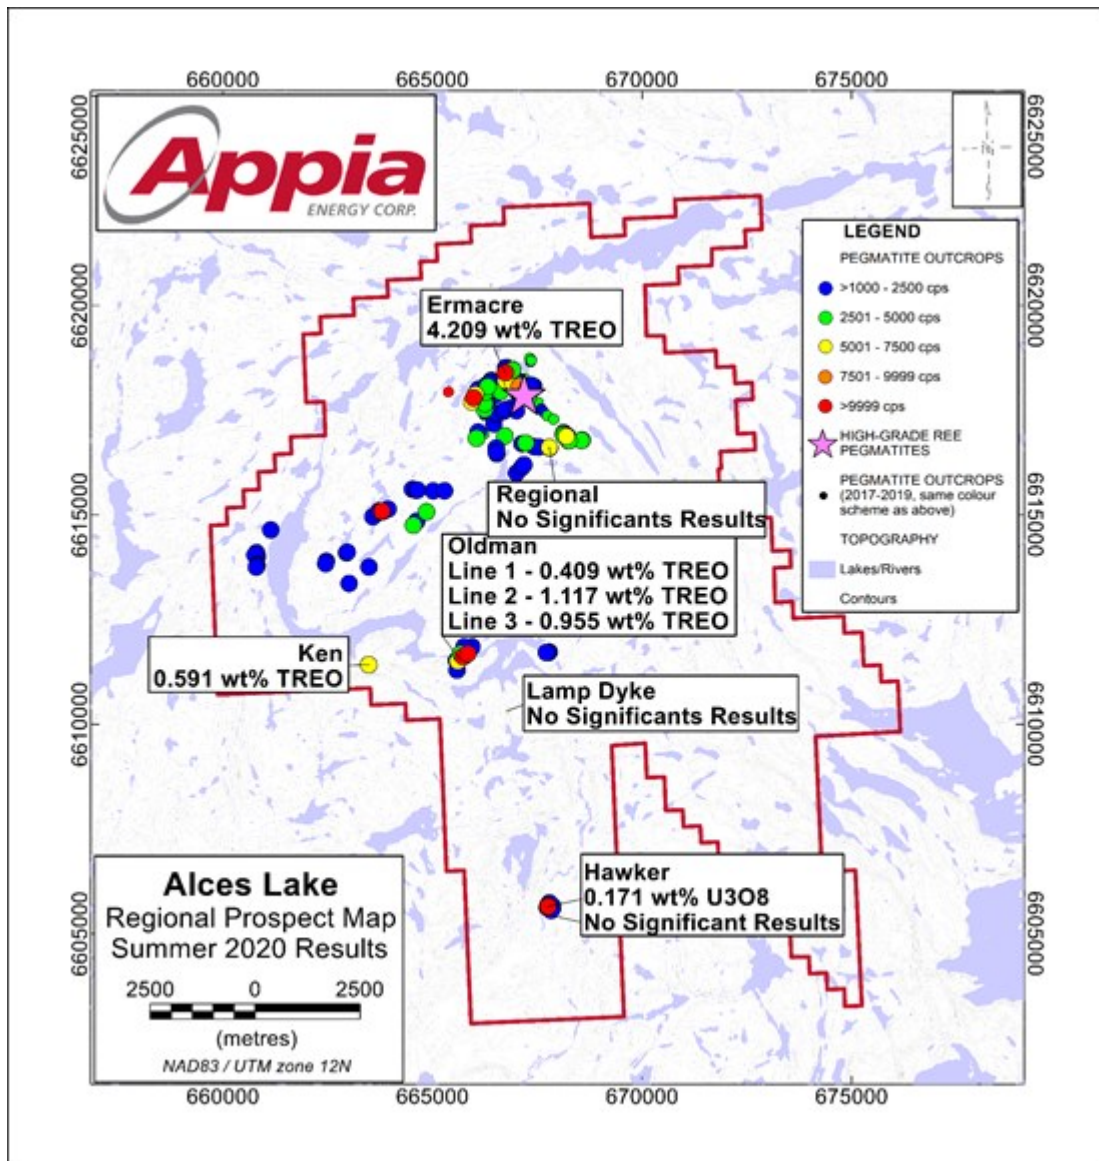 660000 665000 670000 675000
6625000 6625000
Appia
ENERGY CORP.
LEGEND
PEGMATITE OUTCROPS
>1000 - 2500 cps
2501 - 5000 cps
5001 - 7500 cps
7501 - 9999 cps
>9999 cps
HIGH-GRADE REE
PEGMATITES
PEGMATITE OUTCROPS
(2017-2019, same colour
scheme as above)
TOPOGRAPHY
Lakes/Rivers
Contours
6620000 6620000
Ermacre
4.209 wt% TREO
Regional
No Significants Results
6615000 6615000
Oldman
Line 1 - 0.409 wt% TREO
Line 2 - 1.117 wt% TREO
Line 3 - 0.955 wt% TREO
Ken
0.591 wt% TREO
Lamp Dyke
No Significants Results
6610000 6610000
Hawker
0.171 wt% U3O8
No Significant Results
6605000 6605000
Alces Lake
Regional Prospect Map
Summer 2020 Results
2500 0 2500
(metres)
NAD83 / UTM zone 12N
660000 665000 670000 675000